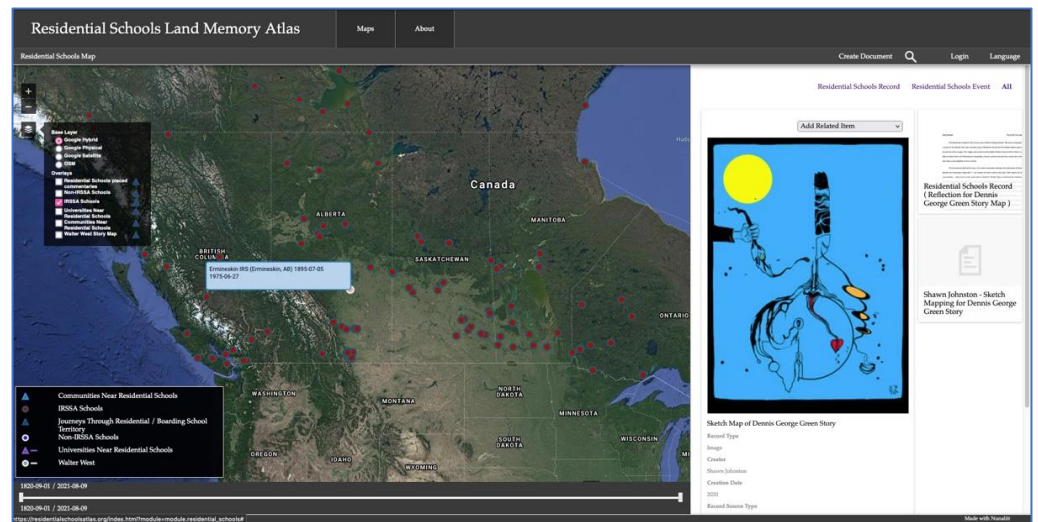 Residential Schools Land Memory Atlas
Maps
About
Residential Schools Map
Create Document
Login
Language
+
−
Base Layer
Google Hybrid
Google Physical
Google Satellite
OSM
Overlays
Residential Schools placed
commentaries
Non-IRSSA Schools
IRSSA Schools
Universities Near
Residential Schools
Communities Near
Residential Schools
Walter West Story Map
Canada
ALBERTA
MANITOBA
BRITISH
COLUMBIA
SASKATCHEWAN
ONTARIO
Ermineskin IRS (Ermineskin, AB) 1895-07-05
1975-06-27
WASHINGTON
MONTANA
NORTH
DAKOTA
MINNESOTA
SOUTH
DAKOTA
WISCONSIN
OREGON
IDAHO
WYOMING
MI
Communities Near Residential Schools
IRSSA Schools
Journeys Through Residential / Boarding School
Territory
Non-IRSSA Schools
Universities Near Residential Schools
Walter West
1820-09-01 / 2021-08-09
1820-09-01 / 2021-08-09
https://residentialschoolsatlas.org/index.html?module=module.residential_schools#
Residential Schools Record
Residential Schools Event
All
Add Related Item
Sketch Map of Dennis George Green Story
Record Type
Image
Creator
Shawn Johnston
Creation Date
2021
Record Source Type
Residential Schools Record
( Reflection for Dennis
George Green Story Map )
Shawn Johnston - Sketch
Mapping for Dennis George
Green Story
Made with Nunaliit